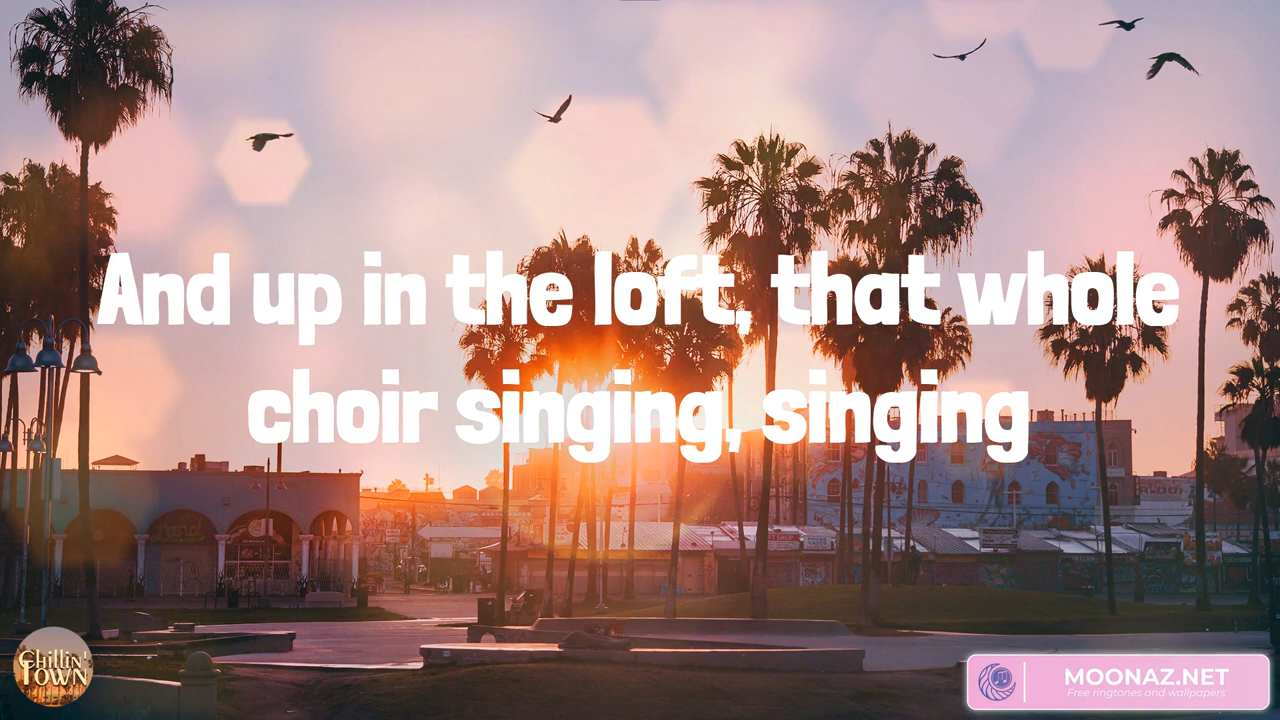 And up in the loft, that whole
choir singing, singing
Chillin'
Town
MOONAZ.NET
Free ringtones and wallpapers